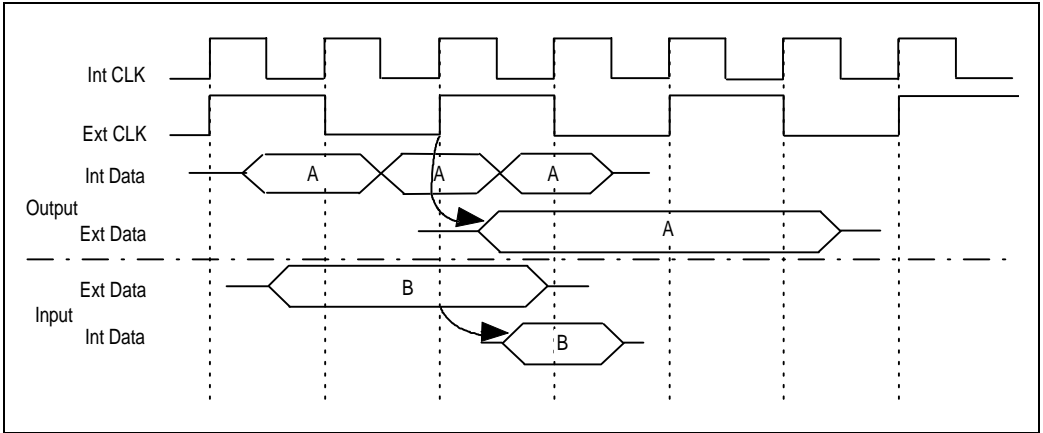 Int CLK
Ext CLK
Int Data
A A A
Output
Ext Data
A
Ext Data
B
Input
Int Data
B